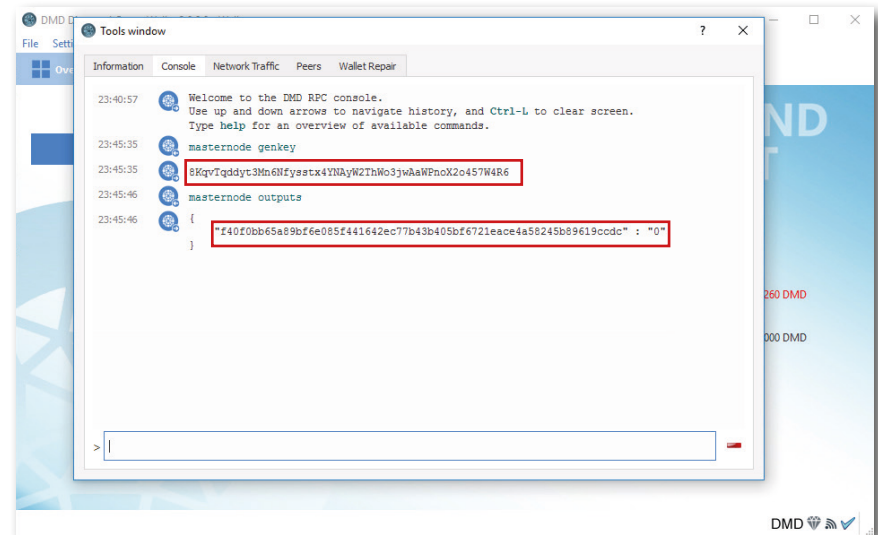 DMD D
Tools window
?
File Setti
Ove
Information Console Network Traffic Peers Wallet Repair
23:40:57 Welcome to the DMD RPC console.
Use up and down arrows to navigate history, and Ctrl-L to clear screen.
Type help for an overview of available commands.
23:45:35 masternode genkey
23:45:35 8KqvTqddyt3Mn6Nfysstx4YNAyW2ThWo3jwAaWPnoX2o457W4R6
23:45:46 masternode outputs
23:45:46 {
"f40f0bb65a89bf6e085f441642ec77b43b405bf6721eace4a58245b89619ccdc" : "0"
}
ND
T
260 DMD
000 DMD
>
DMD